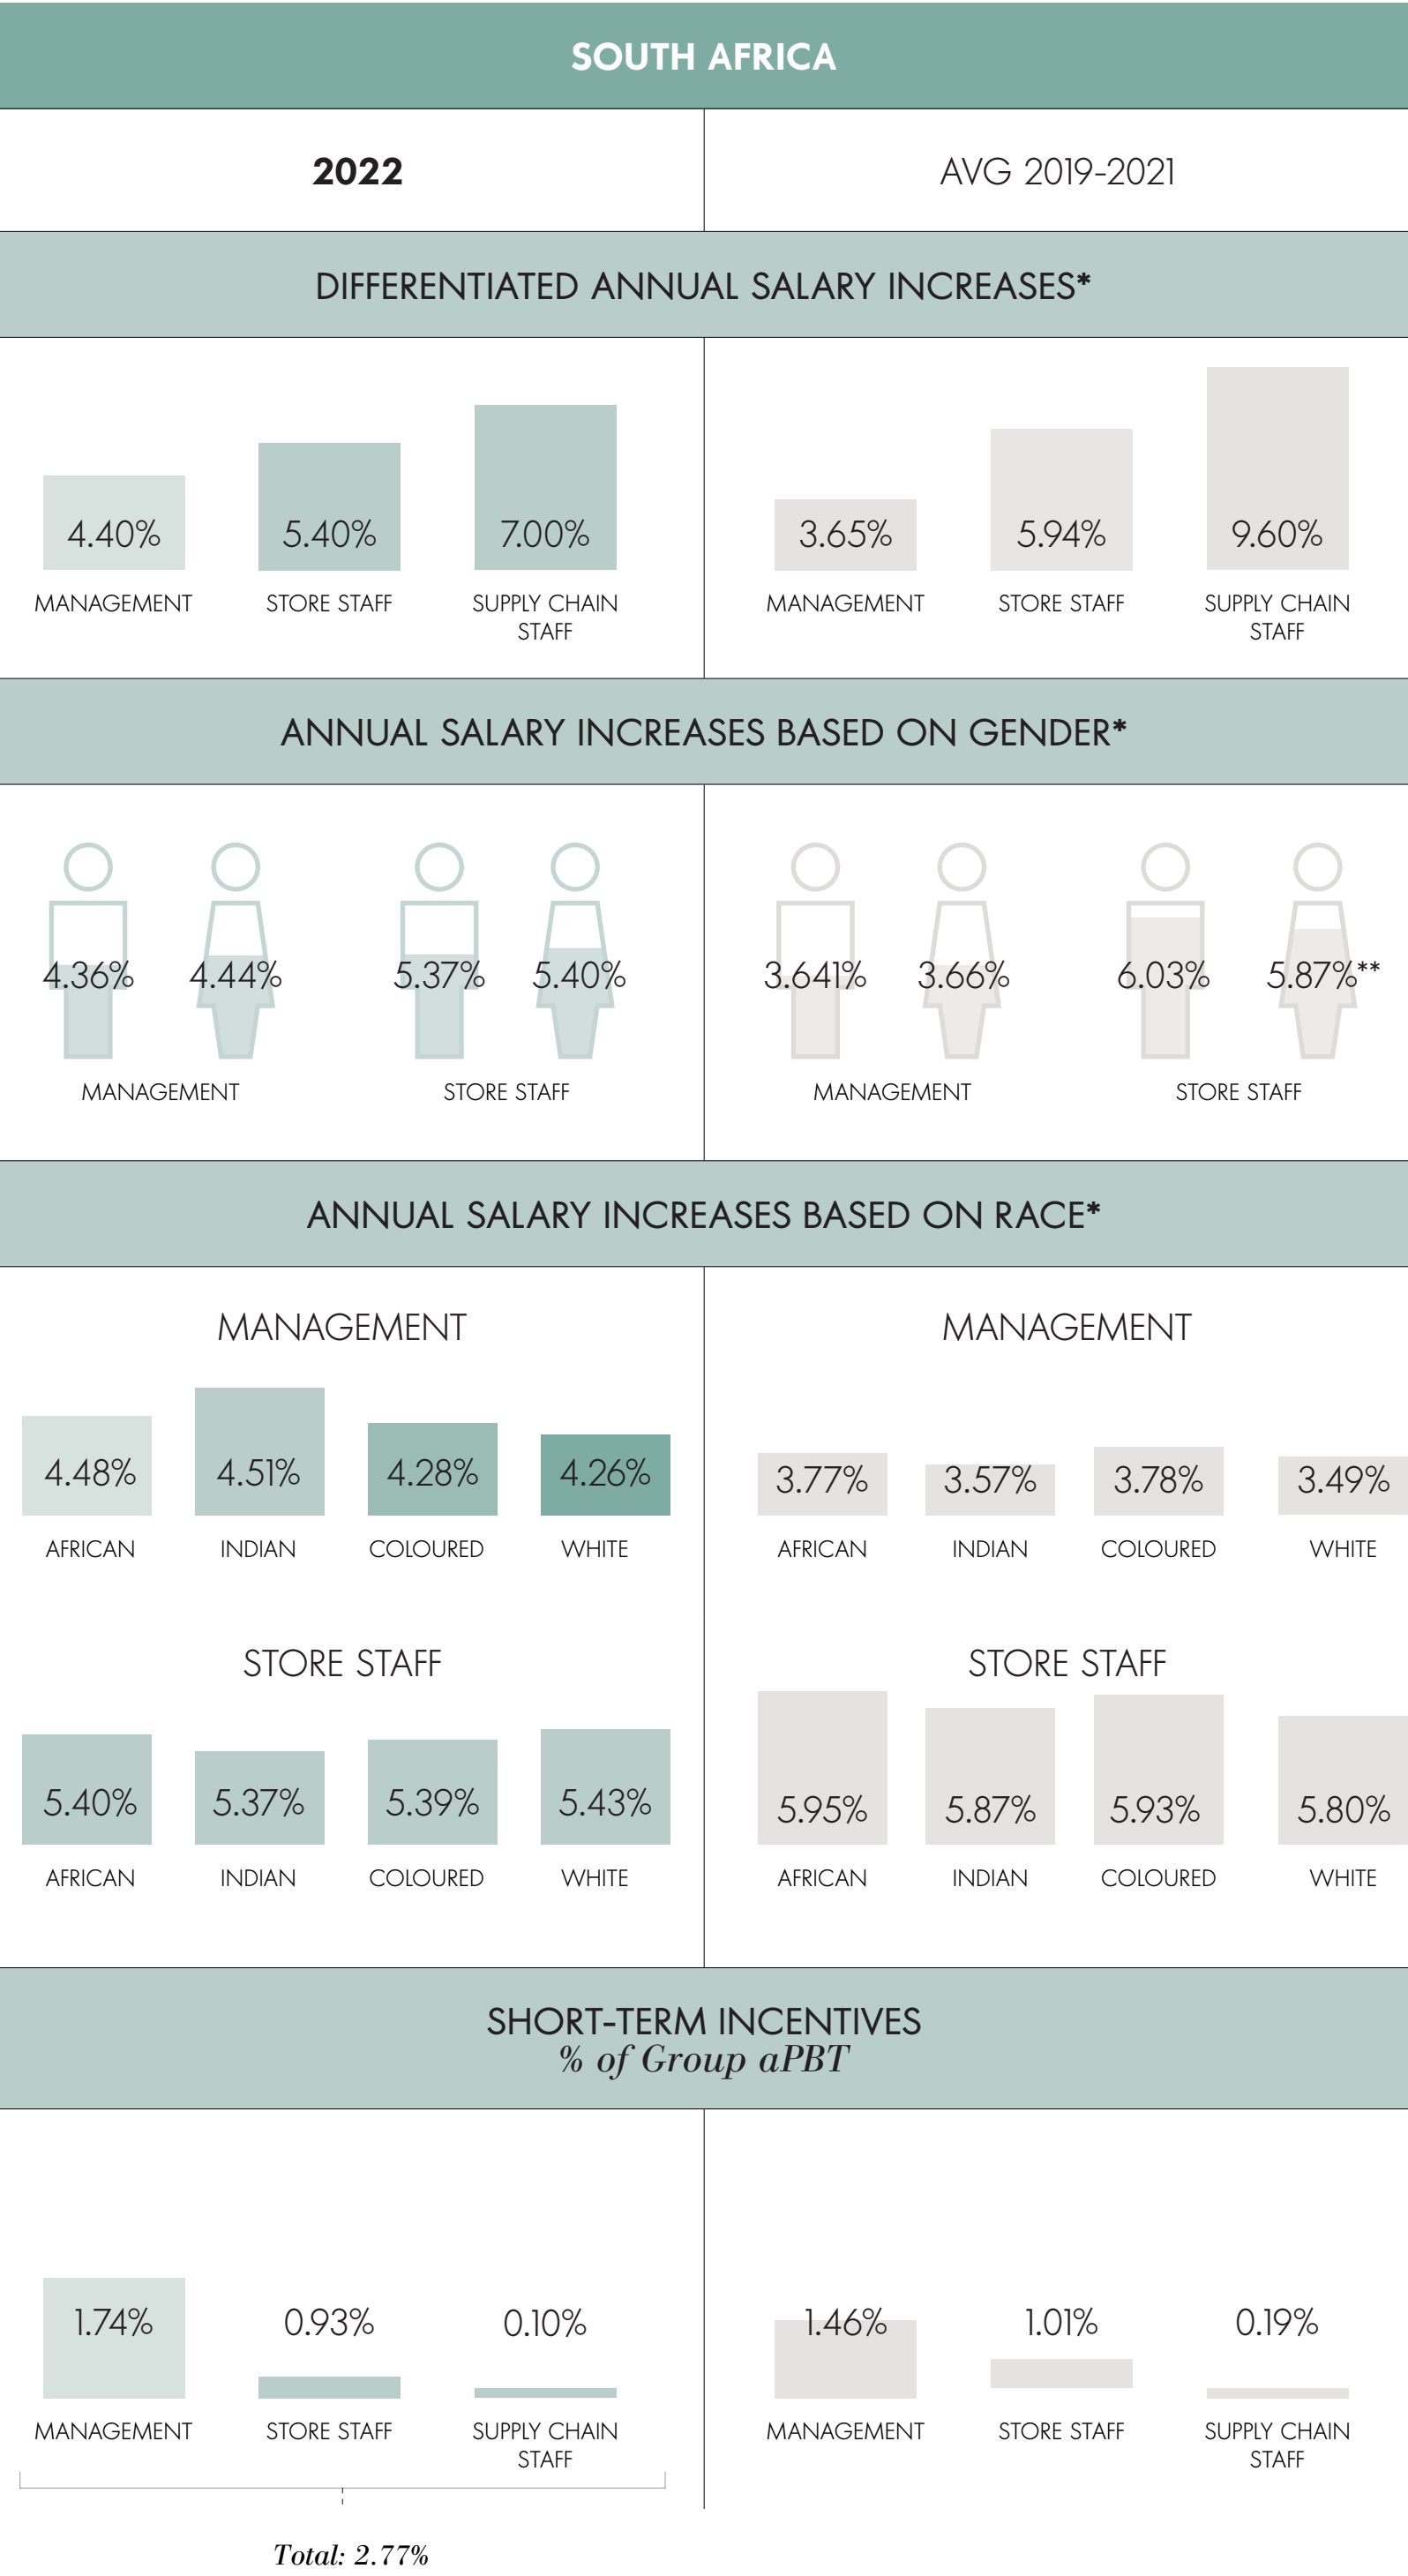 SOUTH AFRICA
2022
AVG 2019-2021
DIFFERENTIATED ANNUAL SALARY INCREASES*
4.40% 5.40% 7.00%
MANAGEMENT STORE STAFF SUPPLY CHAIN
STAFF
3.65% 5.94% 9.60%
MANAGEMENT STORE STAFF SUPPLY CHAIN
STAFF
ANNUAL SALARY INCREASES BASED ON GENDER*
4.36% 4.44% 5.37% 5.40%
MANAGEMENT STORE STAFF
3.641% 3.66% 6.03% 5.87%**
MANAGEMENT STORE STAFF
ANNUAL SALARY INCREASES BASED ON RACE*
MANAGEMENT
4.48% 4.51% 4.28% 4.26%
AFRICAN INDIAN COLOURED WHITE
STORE STAFF
5.40% 5.37% 5.39% 5.43%
AFRICAN INDIAN COLOURED WHITE
MANAGEMENT
3.77% 3.57% 3.78% 3.49%
AFRICAN INDIAN COLOURED WHITE
STORE STAFF
5.95% 5.87% 5.93% 5.80%
AFRICAN INDIAN COLOURED WHITE
SHORT-TERM INCENTIVES
% of Group aPBT
1.74% 0.93% 0.10%
MANAGEMENT STORE STAFF SUPPLY CHAIN
STAFF
Total: 2.77%
1.46% 1.01% 0.19%
MANAGEMENT STORE STAFF SUPPLY CHAIN
STAFF